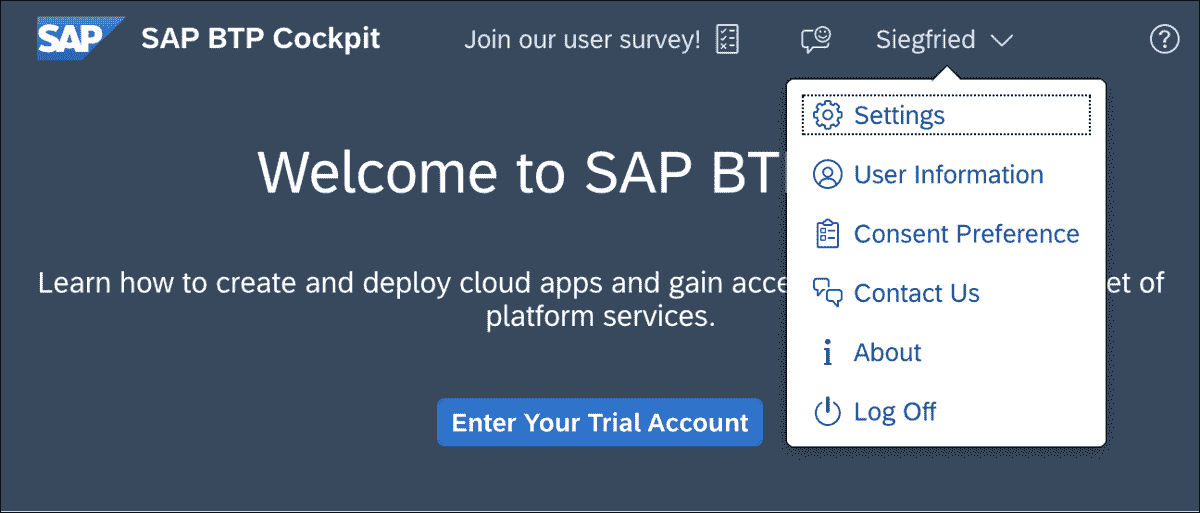 SAP SAP BTP Cockpit Join our user survey! Siegfried ?
Settings
User Information
Consent Preference
Contact Us
About
Log Off
Welcome to SAP BT
Learn how to create and deploy cloud apps and gain et of
platform services.
Enter Your Trial Account